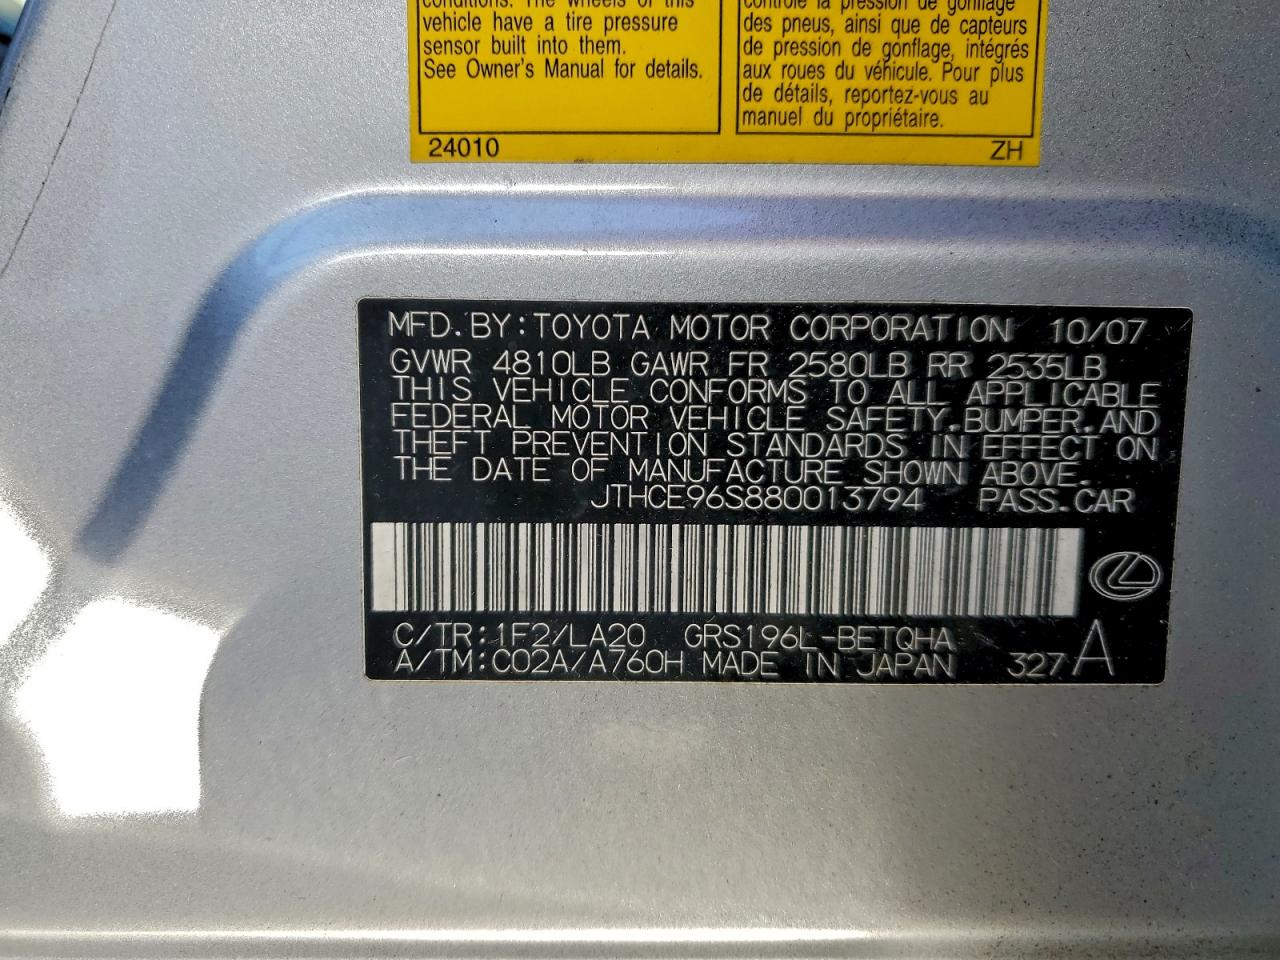 conditions. The wheels of this
vehicle have a tire pressure
sensor built into them.
See Owner's Manual for details.
contrôle la pression de gonflage
des pneus, ainsi que de capteurs
de pression de gonflage, intégrés
aux roues du véhicule. Pour plus
de détails, reportez-vous au
manuel du propriétaire.
24010
ZH
MFD. BY: TOYOTA MOTOR CORPORATION 10/07
GVWR 4810LB GAWR FR 2580LB RR 2535LB
THIS VEHICLE CONFORMS TO ALL APPLICABLE
FEDERAL MOTOR VEHICLE SAFETY.BUMPER.AND
THEFT PREVENTION STANDARDS IN EFFECT ON
THE DATE OF MANUFACTURE SHOWN ABOVE.
JTHCE96S880013794 PASS.CAR
C/TR:1F2/LA20 GRS196L-BETQHA
A/TM:C02A/A760H MADE IN JAPAN 327 A